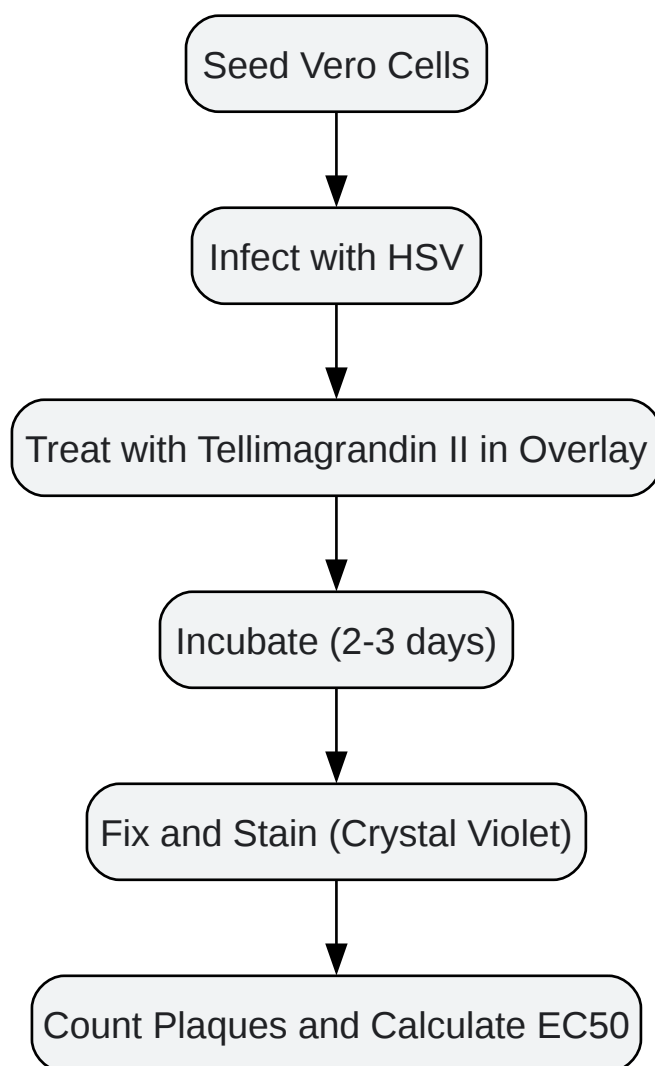 Seed Vero Cells
Infect with HSV
Treat with Tellimagrandin II in Overlay
Incubate (2-3 days)
Fix and Stain (Crystal Violet)
Count Plaques and Calculate EC50